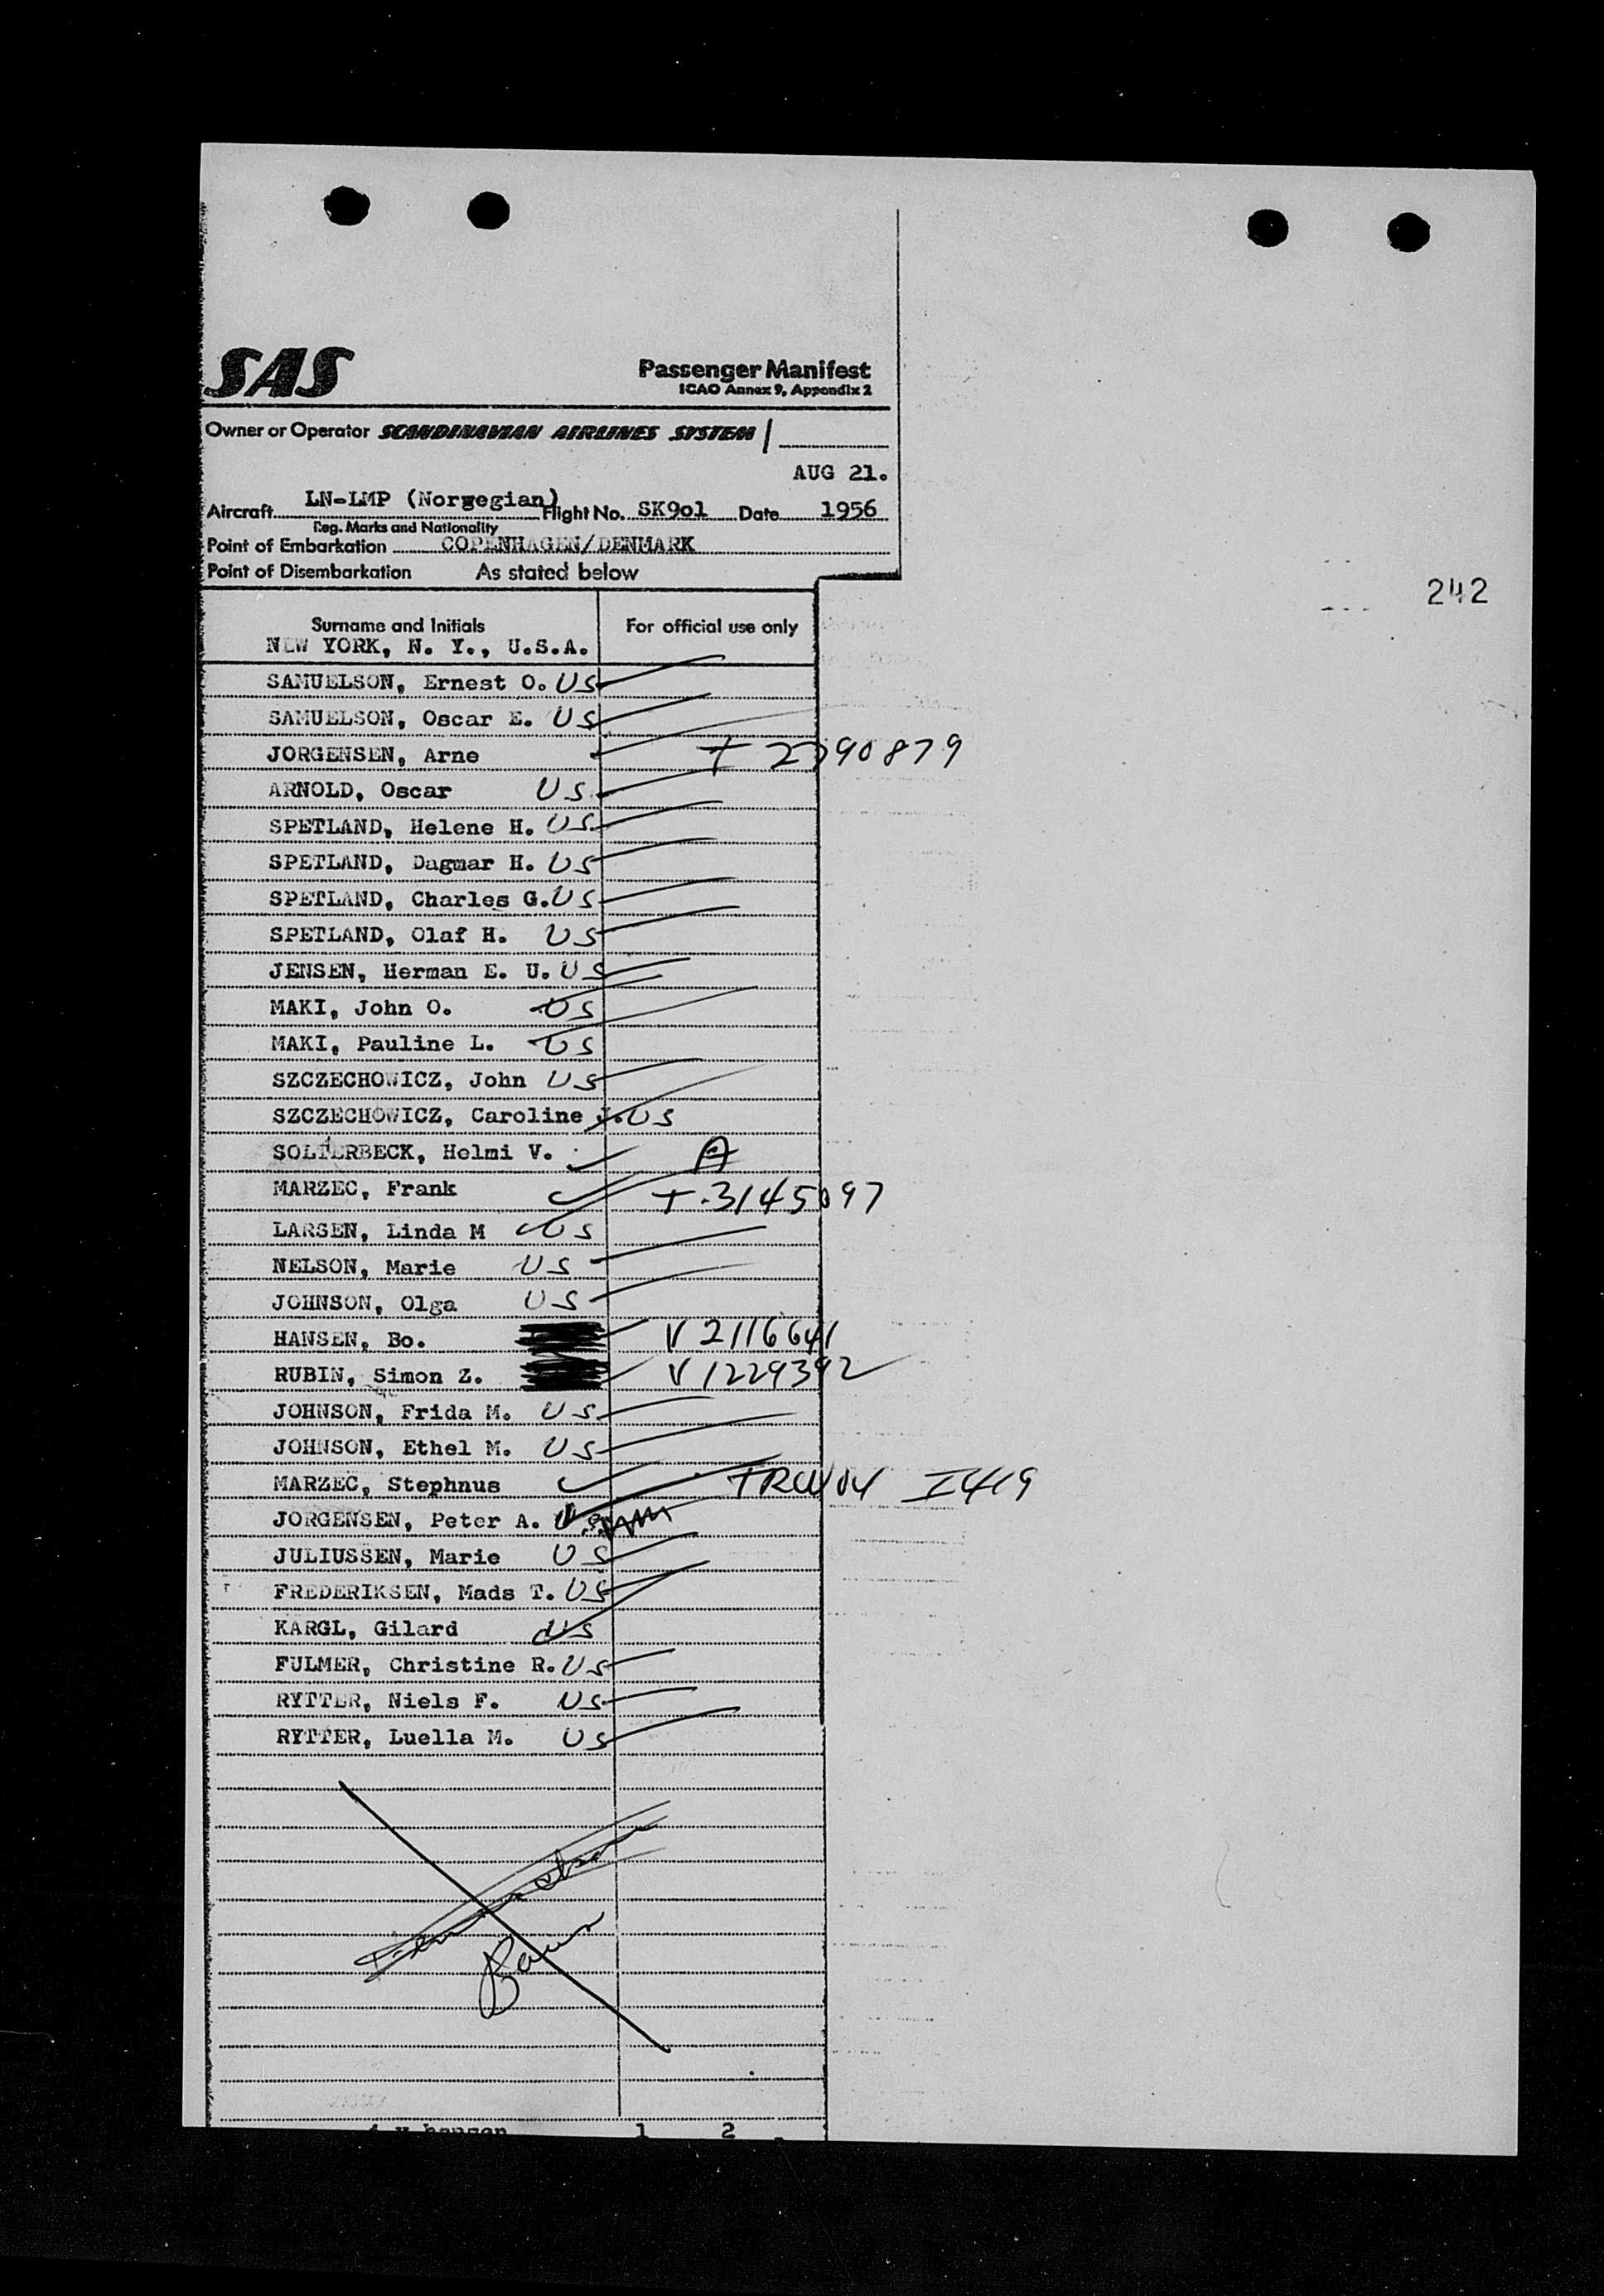 SAS
Passenger Manifest
ICAO Annex 9, Appendix 2
Owner or Operator SCANDINAVIAN AIRLINES SYSTEM
AUG 21.
Aircraft LN-LMP (Norwegian) Flight No. SK901 Date 1956
Reg. Marks and Nationality
Point of Embarkation COPENHAGEN/DENMARK
Point of Disembarkation As stated below
242
Surname and Initials For official use only
NEW YORK, N. Y., U.S.A.
SAMUELSON, Ernest O. US
SAMUELSON, Oscar E. US
JORGENSEN, Arne T 2790879
ARNOLD, Oscar US
SPETLAND, Helene H. US
SPETLAND, Dagmar H. US
SPETLAND, Charles G. US
SPETLAND, Olaf H. US
JENSEN, Herman E. U. US
MAKI, John O. US
MAKI, Pauline L. US
SZCZECHOWICZ, John US
SZCZECHOWICZ, Caroline J. US
SOLTERBECK, Helmi V. A
MARZEC, Frank T-3145097
LARSEN, Linda M US
NELSON, Marie US
JOHNSON, Olga US
HANSEN, Bo. V 2116641
RUBIN, Simon Z. V 1229392
JOHNSON, Frida M. US
JOHNSON, Ethel M. US
MARZEC, Stephnus I419
JORGENSEN, Peter A.
JULIUSSEN, Marie US
FREDERIKSEN, Mads T. US
KARGL, Gilard US
FULMER, Christine R. US
RYTTER, Niels F. US
RYTTER, Luella M. US
1 2